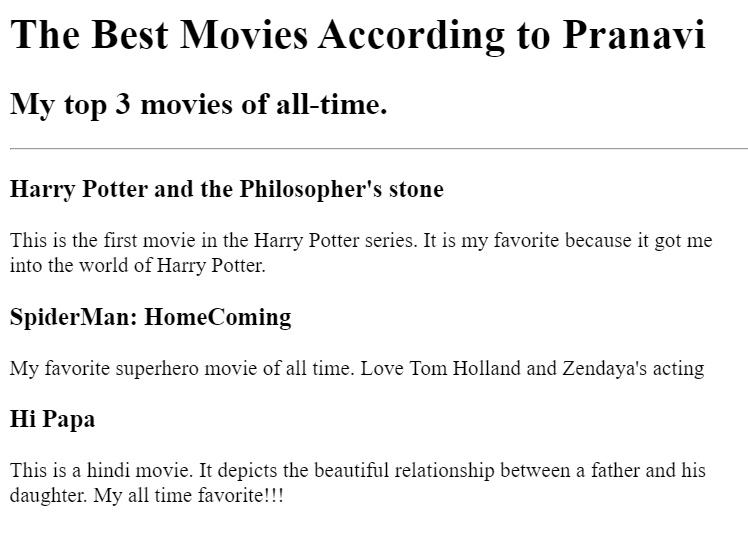 The Best Movies According to Pranavi
My top 3 movies of all-time.
Harry Potter and the Philosopher's stone
This is the first movie in the Harry Potter series. It is my favorite because it got me
into the world of Harry Potter.
SpiderMan: HomeComing
My favorite superhero movie of all time. Love Tom Holland and Zendaya's acting
Hi Papa
This is a hindi movie. It depicts the beautiful relationship between a father and his
daughter. My all time favorite!!!